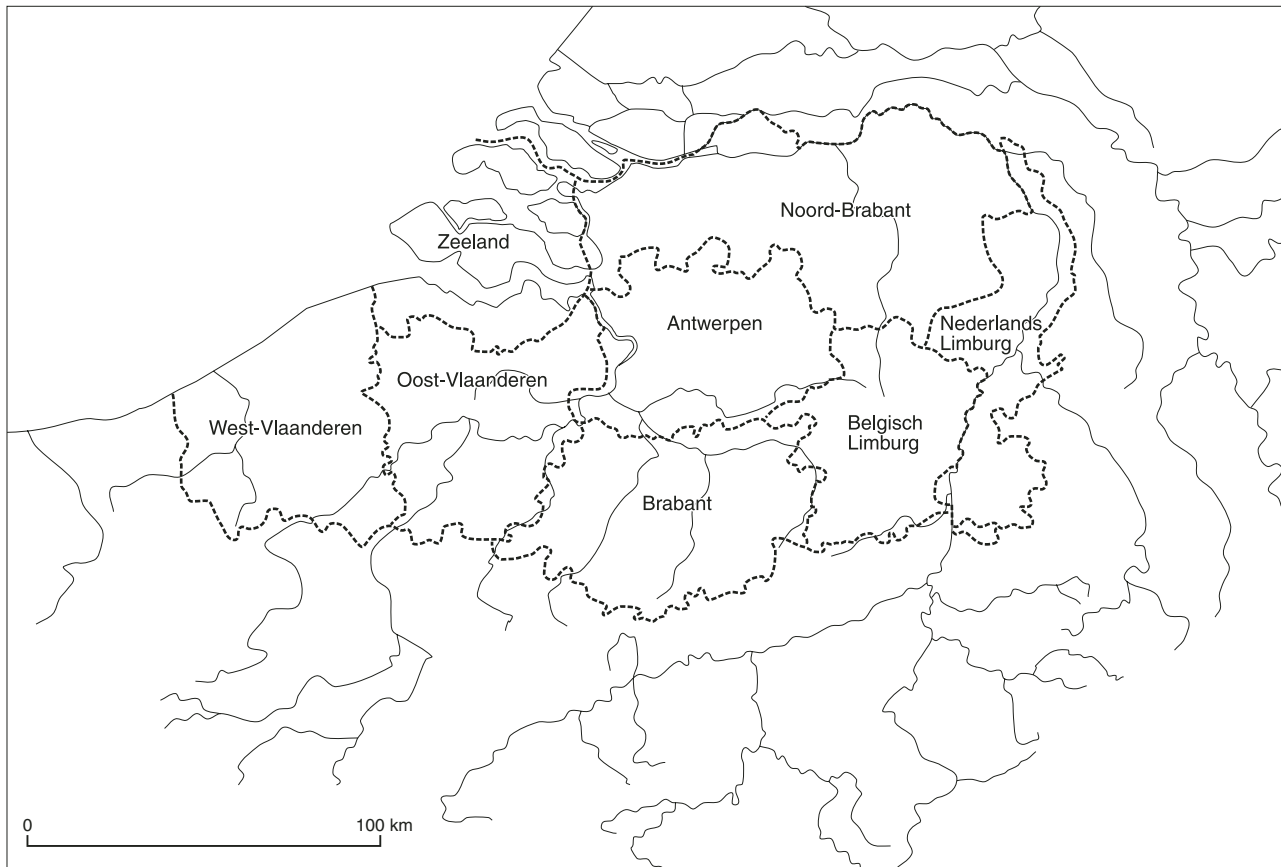 Noord-Brabant
Zeeland
Antwerpen
Nederlands
Limburg
Oost-Vlaanderen
West-Vlaanderen
Belgisch
Limburg
Brabant
0
100 km